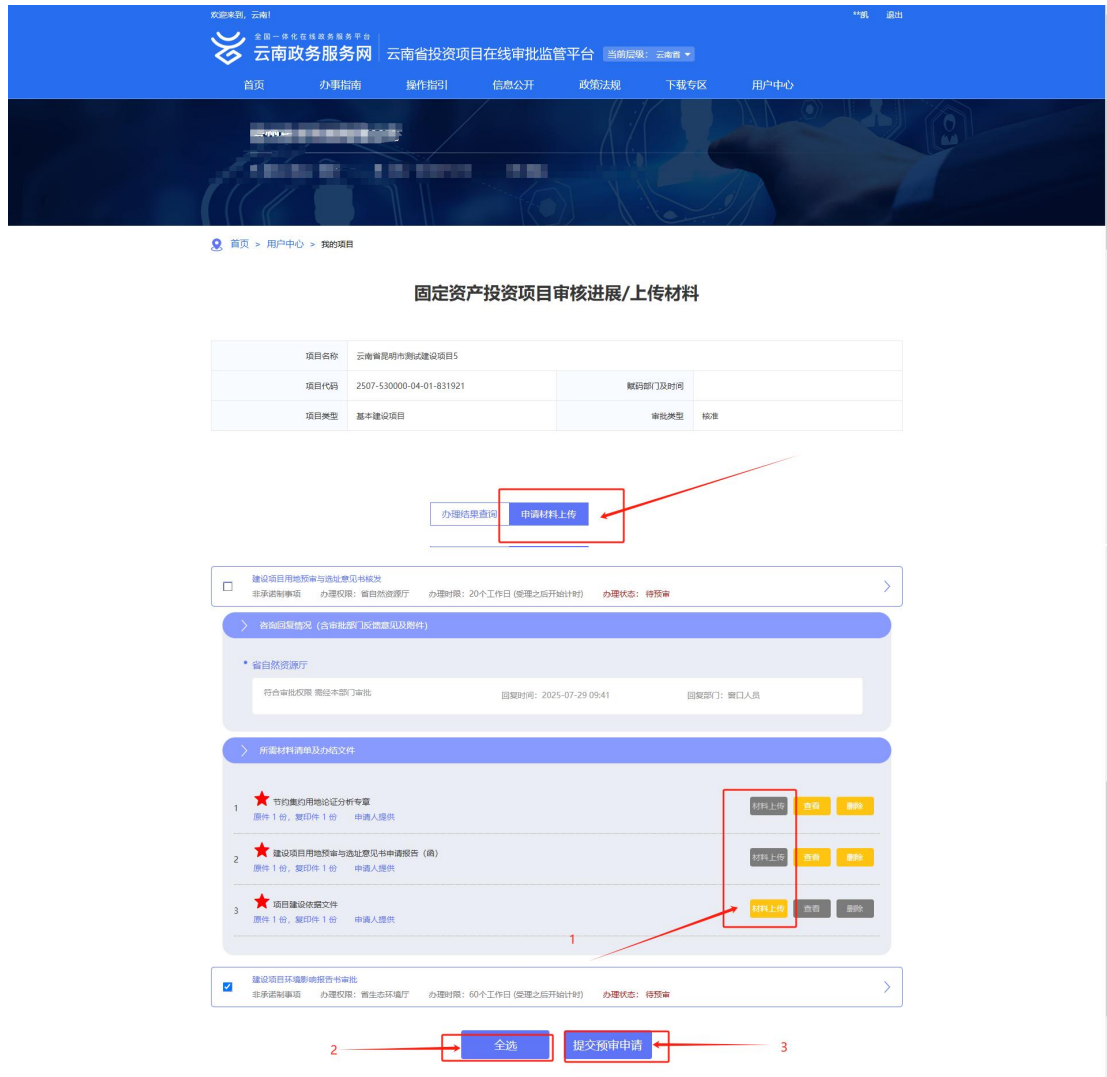 欢迎来到，云南！ **凯 退出
全国一体化在线政务服务平台
云南政务服务网 云南省投资项目在线审批监管平台 当前层级：云南省
首页 办事指南 操作指引 信息公开 政策法规 下载专区 用户中心
首页 > 用户中心 > 我的项目
固定资产投资项目审核进展/上传材料
项目名称 云南省昆明市测试建设项目5
项目代码 2507-530000-04-01-831921 赋码部门及时间
项目类型 基本建设项目 审批类型 核准
办理结果查询 申请材料上传
建设项目用地预审与选址意见书核发
非承诺制事项 办理权限：省自然资源厅 办理时限：20个工作日 (受理之后开始计时) 办理状态：待预审
咨询回复情况（含审批部门反馈意见及附件）
省自然资源厅
符合审批权限 需经本部门审批 回复时间：2025-07-29 09:41 回复部门：窗口人员
所需材料清单及办结文件
1 节约集约用地论证分析专章 材料上传 查看 删除
原件 1 份，复印件 1 份 申请人提供
2 建设项目用地预审与选址意见书申请报告（函） 材料上传 查看 删除
原件 1 份，复印件 1 份 申请人提供
3 项目建设依据文件 材料上传 查看 删除
原件 1 份，复印件 1 份 申请人提供
1
建设项目环境影响报告书审批
非承诺制事项 办理权限：省生态环境厅 办理时限：60个工作日 (受理之后开始计时) 办理状态：待预审
2 全选 提交预审申请 3